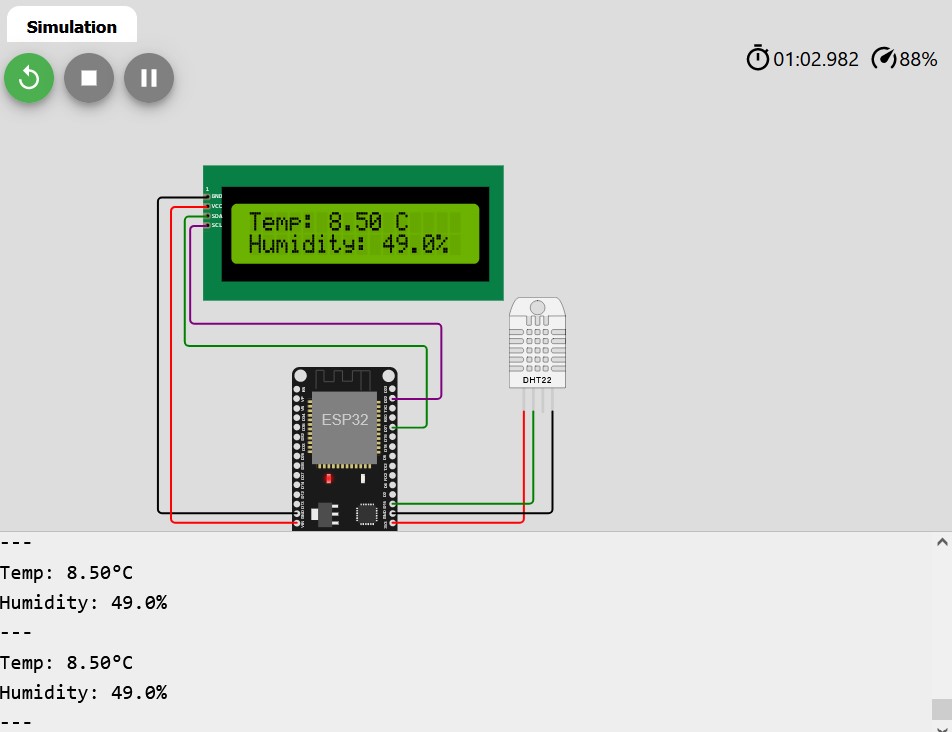 Simulation
01:02.982 88%
1
GND
VCC
SDA
SCL
Temp: 8.50 C
Humidity: 49.0%
DHT22
ESP32
---
Temp: 8.50°C
Humidity: 49.0%
---
Temp: 8.50°C
Humidity: 49.0%
---